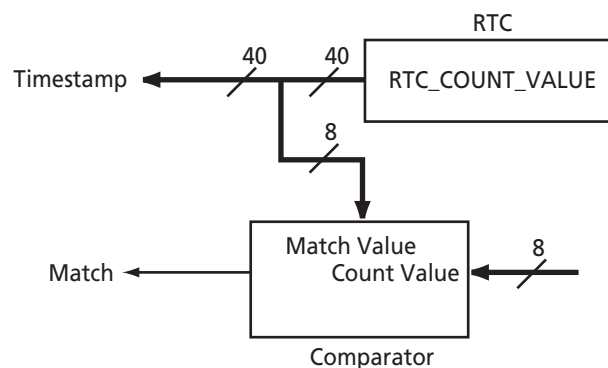 RTC
40
40
Timestamp
RTC_COUNT_VALUE
8
Match Value
Count Value
8
Match
Comparator